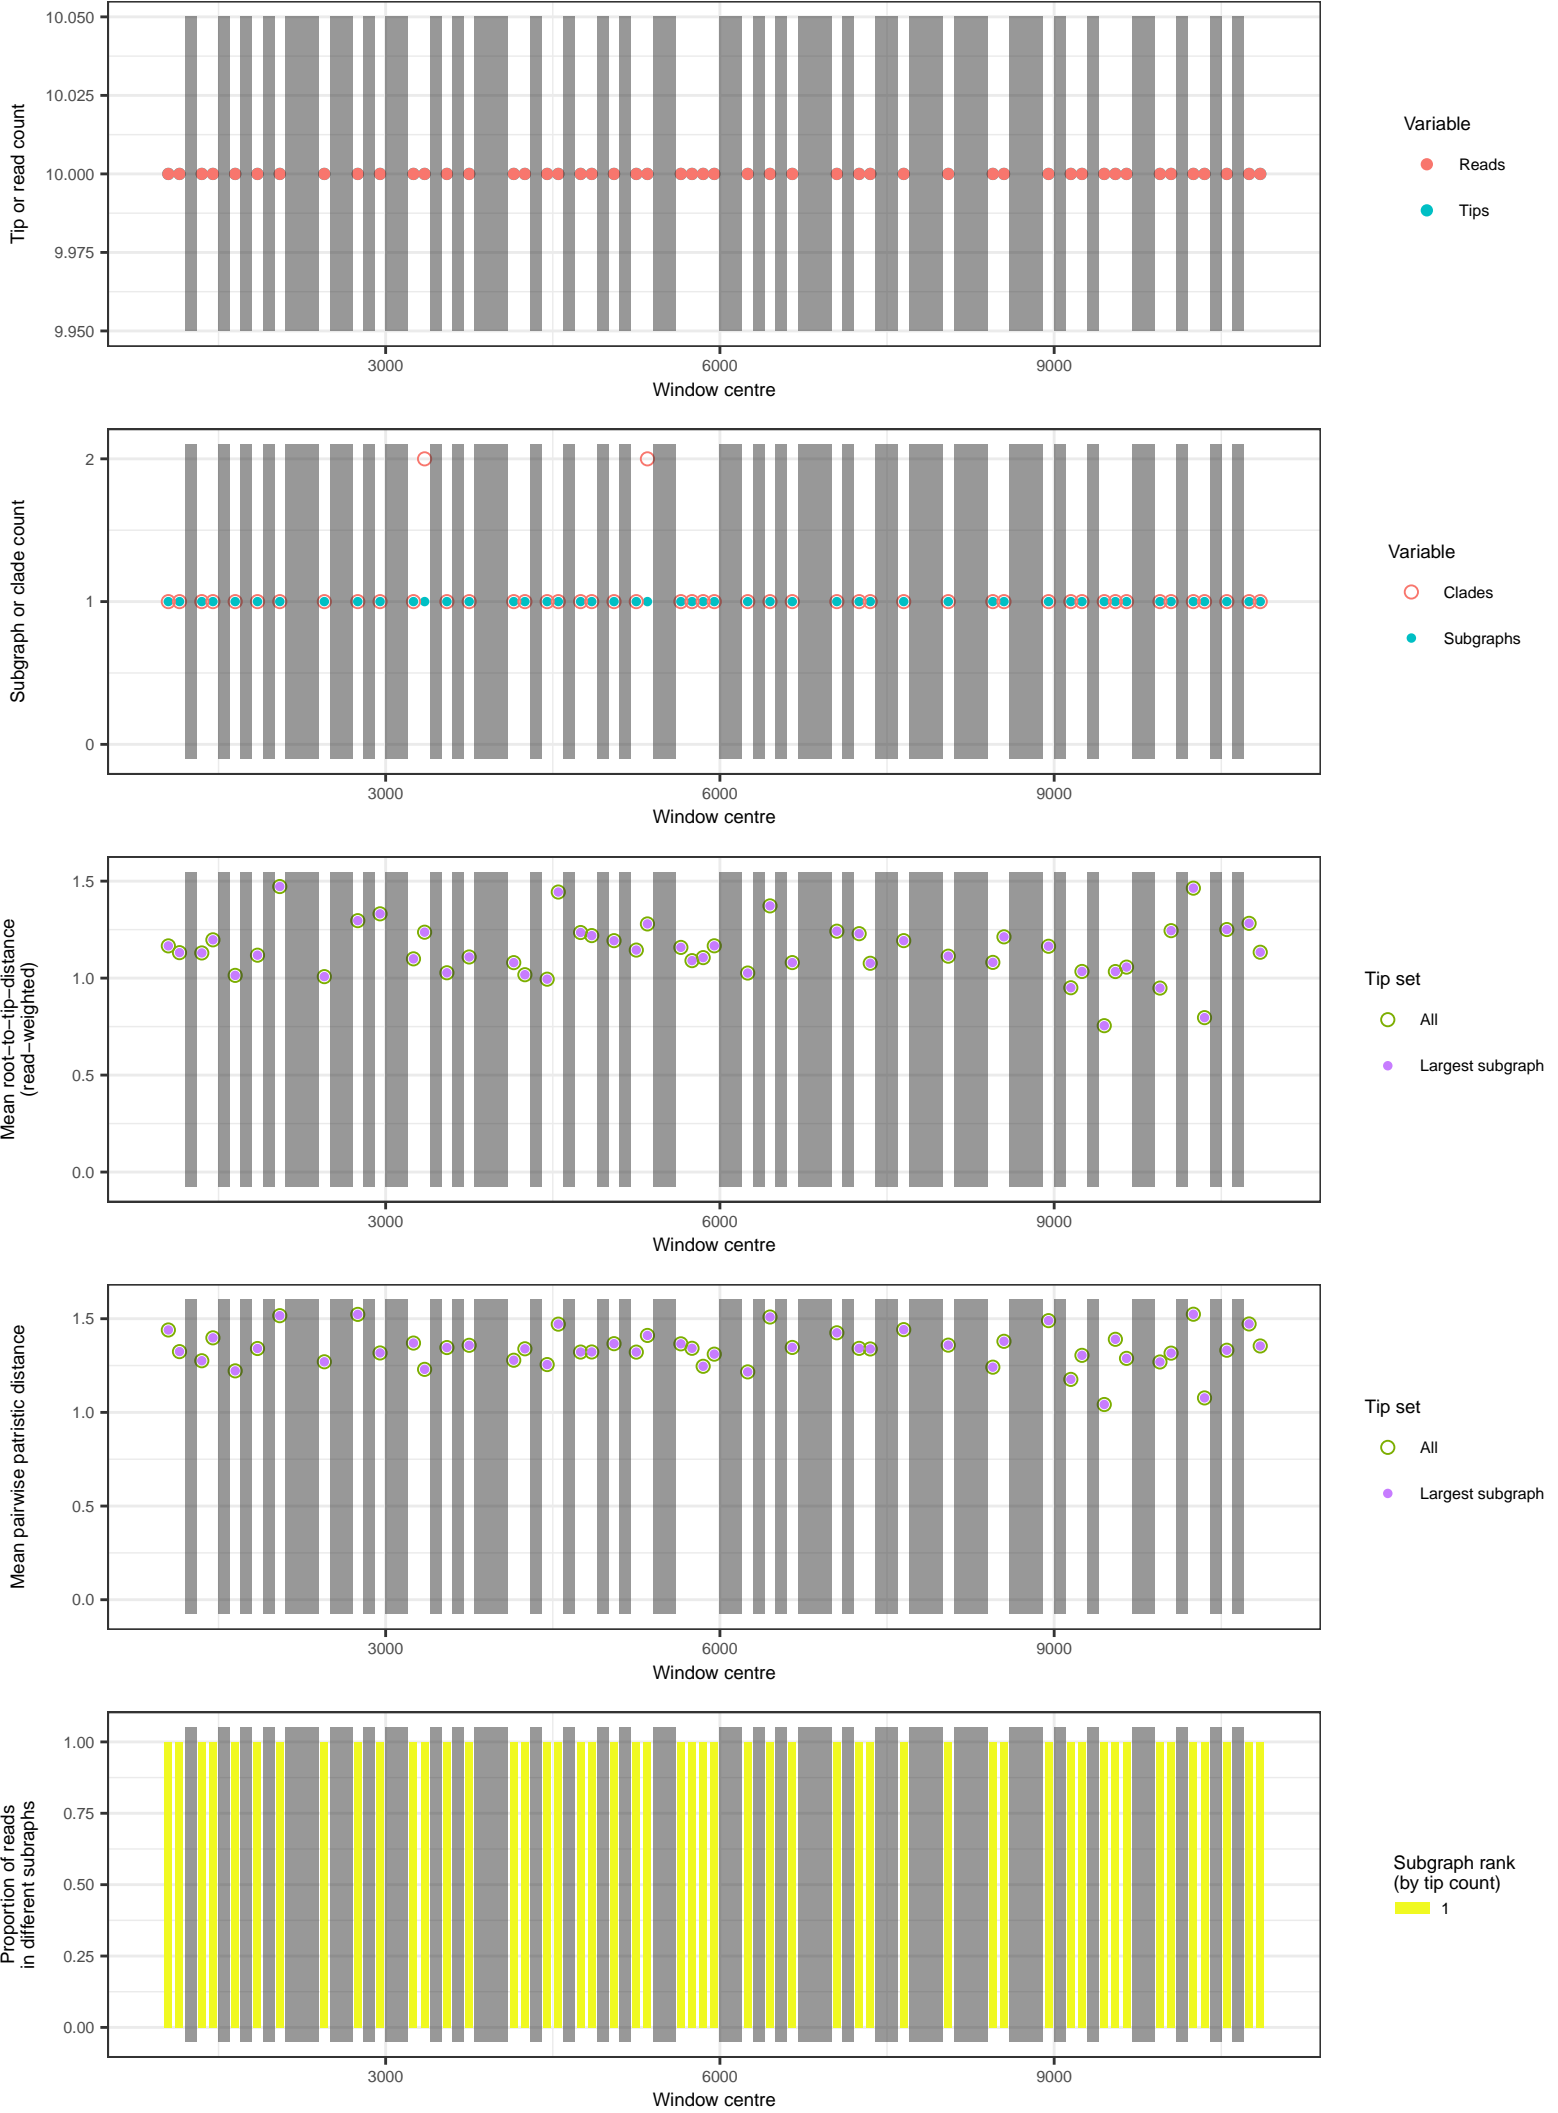 10.050
10.025
10.000
9.975
9.950
Tip or read count
3000
6000
9000
Window centre
Variable
Reads
Tips
2
1
0
Subgraph or clade count
3000
6000
9000
Window centre
Variable
Clades
Subgraphs
1.5
1.0
0.5
0.0
Mean root−to−tip−distance
(read−weighted)
3000
6000
9000
Window centre
Tip set
All
Largest subgraph
1.5
1.0
0.5
0.0
Mean pairwise patristic distance
3000
6000
9000
Window centre
Tip set
All
Largest subgraph
1.00
0.75
0.50
0.25
0.00
Proportion of reads
in different subraphs
3000
6000
9000
Window centre
Subgraph rank
(by tip count)
1